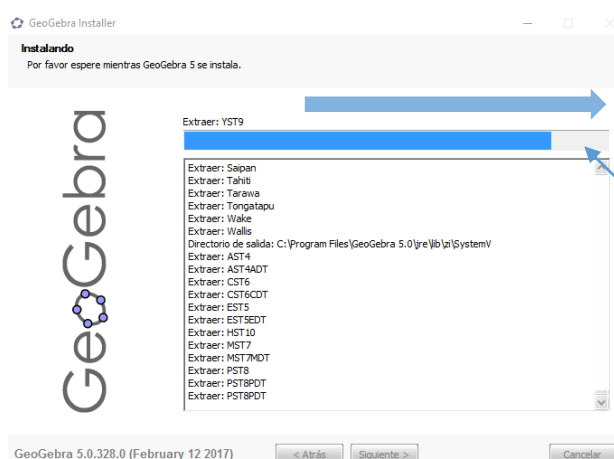 GeoGebra Installer
Instalando
Por favor espere mientras GeoGebra 5 se instala.
GeoGebra
Extraer: YST9
Extraer: Saipan
Extraer: Tahiti
Extraer: Tarawa
Extraer: Tongatapu
Extraer: Wake
Extraer: Wallis
Directorio de salida: C:\Program Files\GeoGebra 5.0\jre\lib\zi\SystemV
Extraer: AST4
Extraer: AST4ADT
Extraer: CST6
Extraer: CST6CDT
Extraer: EST5
Extraer: EST5EDT
Extraer: HST10
Extraer: MST7
Extraer: MST7MDT
Extraer: PST8
Extraer: PST8PDT
Extraer: PST8PDT
GeoGebra 5.0.328.0 (February 12 2017)
< Atrás
Siguiente >
Cancelar